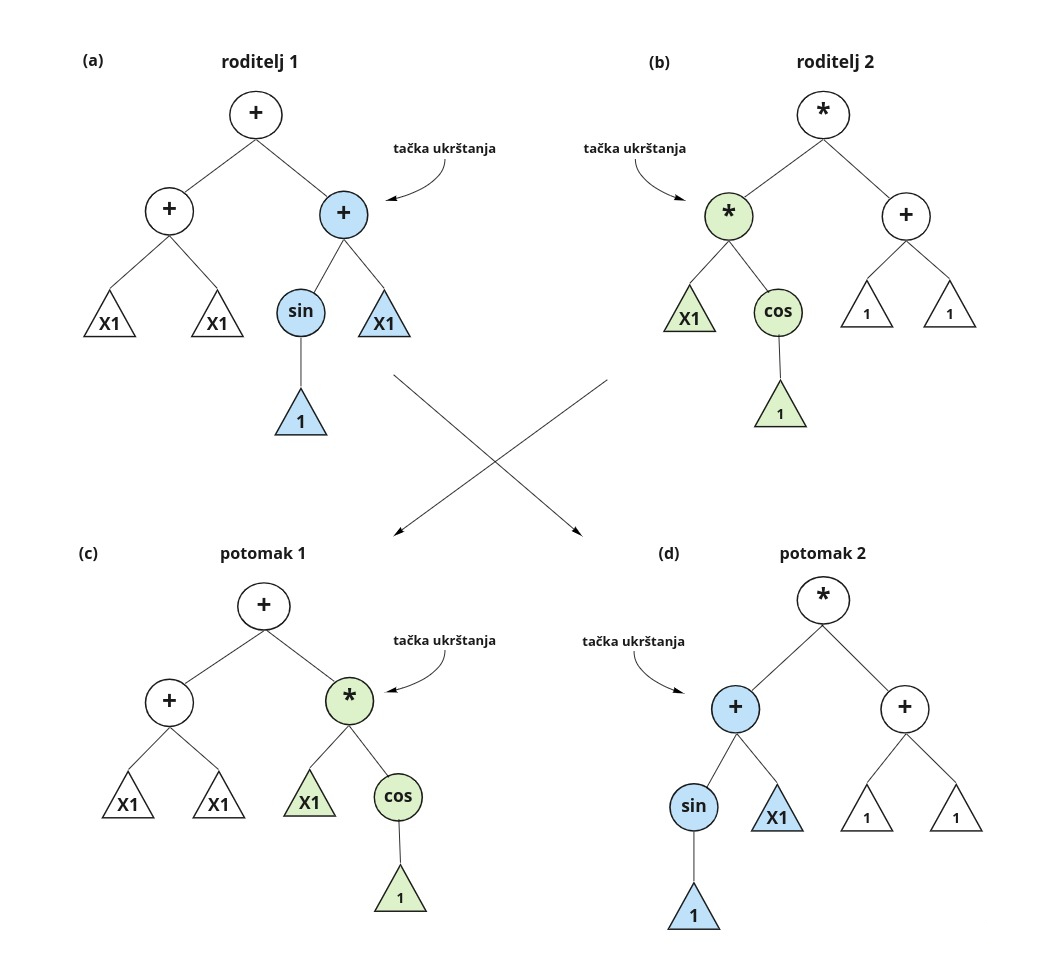 (a)
roditelj 1
+
tačka ukrštanja
+
+
X1
X1
sin
X1
1
(b)
roditelj 2
*
tačka ukrštanja
*
+
X1
cos
1
1
1
(c)
potomak 1
+
tačka ukrštanja
+
*
X1
X1
X1
cos
1
(d)
potomak 2
*
tačka ukrštanja
+
+
sin
X1
1
1
1